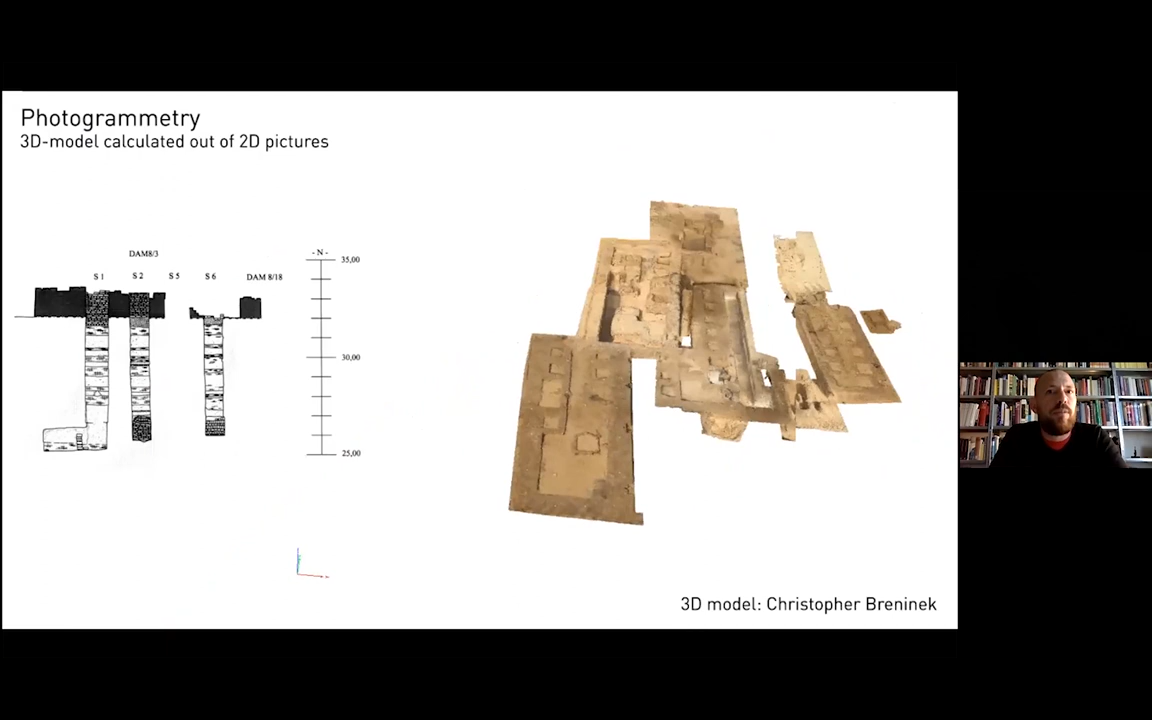 Photogrammetry
3D-model calculated out of 2D pictures
DAM8/3
S 1
S 2
S 5
S 6
DAM 8/18
- N -
35,00
30,00
25,00
3D model: Christopher Breninek